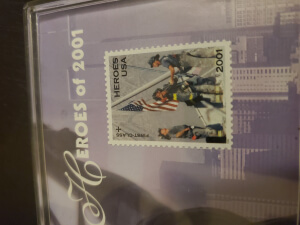 HEROES of 2001
HEROES
USA
2001
FIRST-CLASS
+